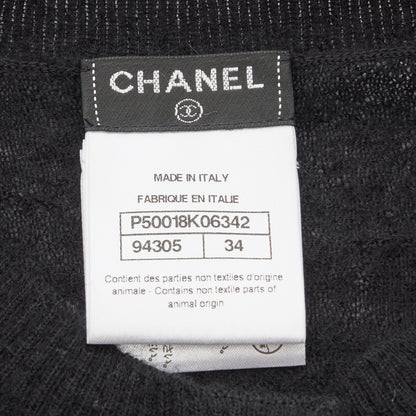 CHANEL
MADE IN ITALY
FABRIQUE EN ITALIE
P50018K06342
94305 34
Contient des parties non textiles d'origine
animale - Contains non textile parts of
animal origin